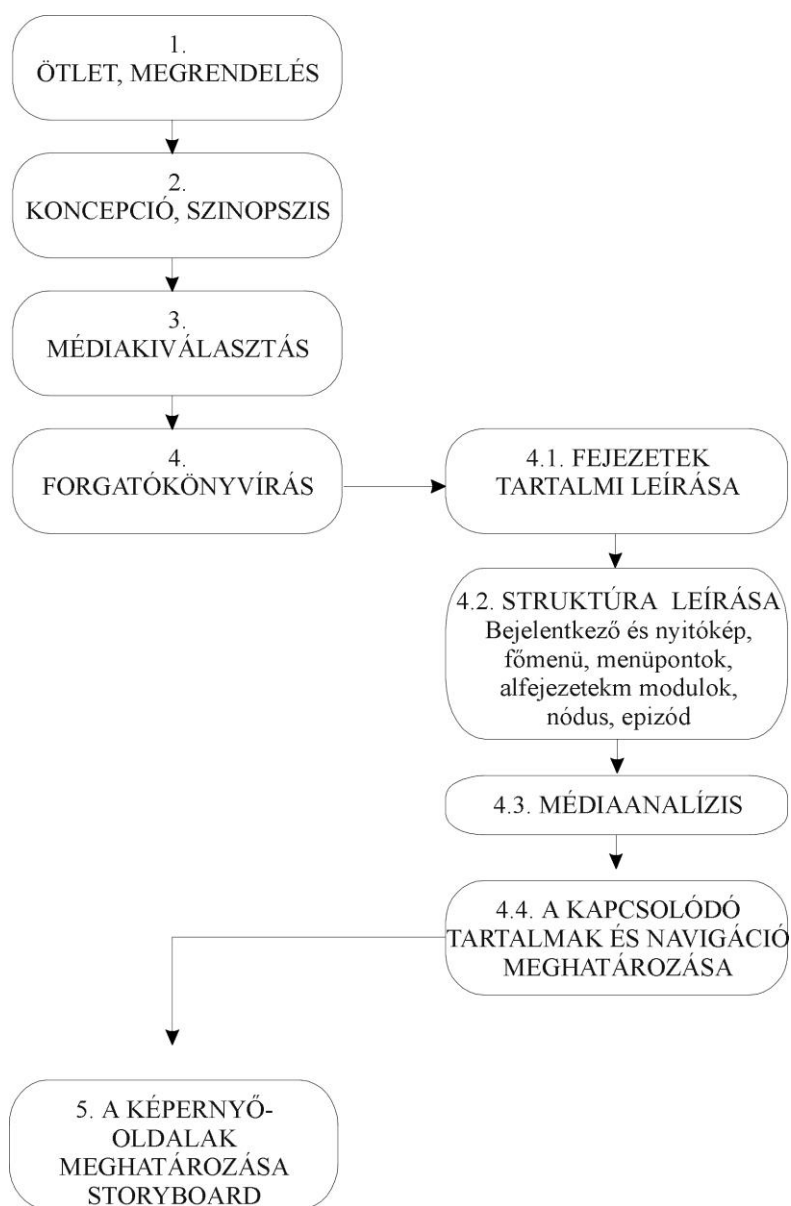 1.
ÖTLET, MEGRENDELÉS
2.
KONCEPCIÓ, SZINOPSZIS
3.
MÉDIAKIVÁLASZTÁS
4.
FORGATÓKÖNYVÍRÁS
4.1. FEJEZETEK
TARTALMI LEÍRÁSA
4.2. STRUKTÚRA LEÍRÁSA
Bejelentkező és nyitókép,
főmenü, menüpontok,
alfejezetekm modulok,
nódus, epizód
4.3. MÉDIAANALÍZIS
4.4. A KAPCSOLÓDÓ
TARTALMAK ÉS NAVIGÁCIÓ
MEGHATÁROZÁSA
5. A KÉPERNYŐ-
OLDALAK
MEGHATÁROZÁSA
STORYBOARD